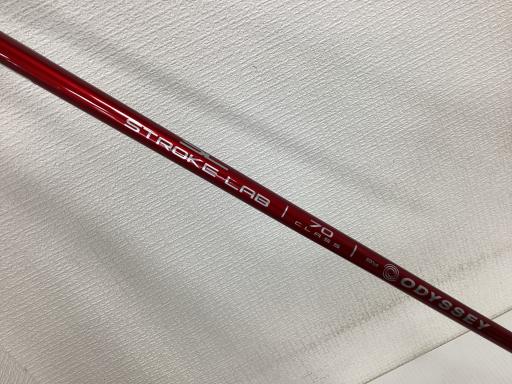 STROKE LAB | 70 CLASS | ODYSSEY